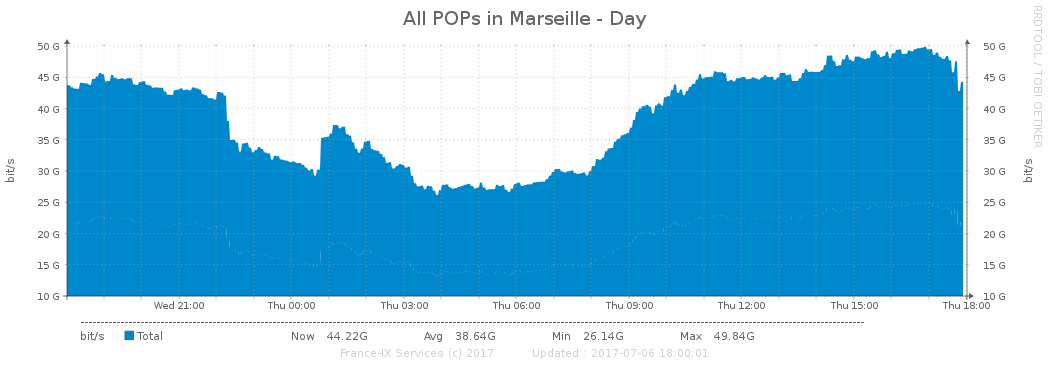 All POPs in Marseille - Day
RRDTOOL / TOBI OETIKER
bit/s
50 G 50 G
45 G 45 G
40 G 40 G
35 G 35 G
30 G 30 G
25 G 25 G
20 G 20 G
15 G 15 G
10 G 10 G
bit/s
Wed 21:00 Thu 00:00 Thu 03:00 Thu 06:00 Thu 09:00 Thu 12:00 Thu 15:00 Thu 18:00
bit/s Total Now 44.22G Avg 38.64G Min 26.14G Max 49.84G
France-IX Services (c) 2017 Updated : 2017-07-06 18:00:01